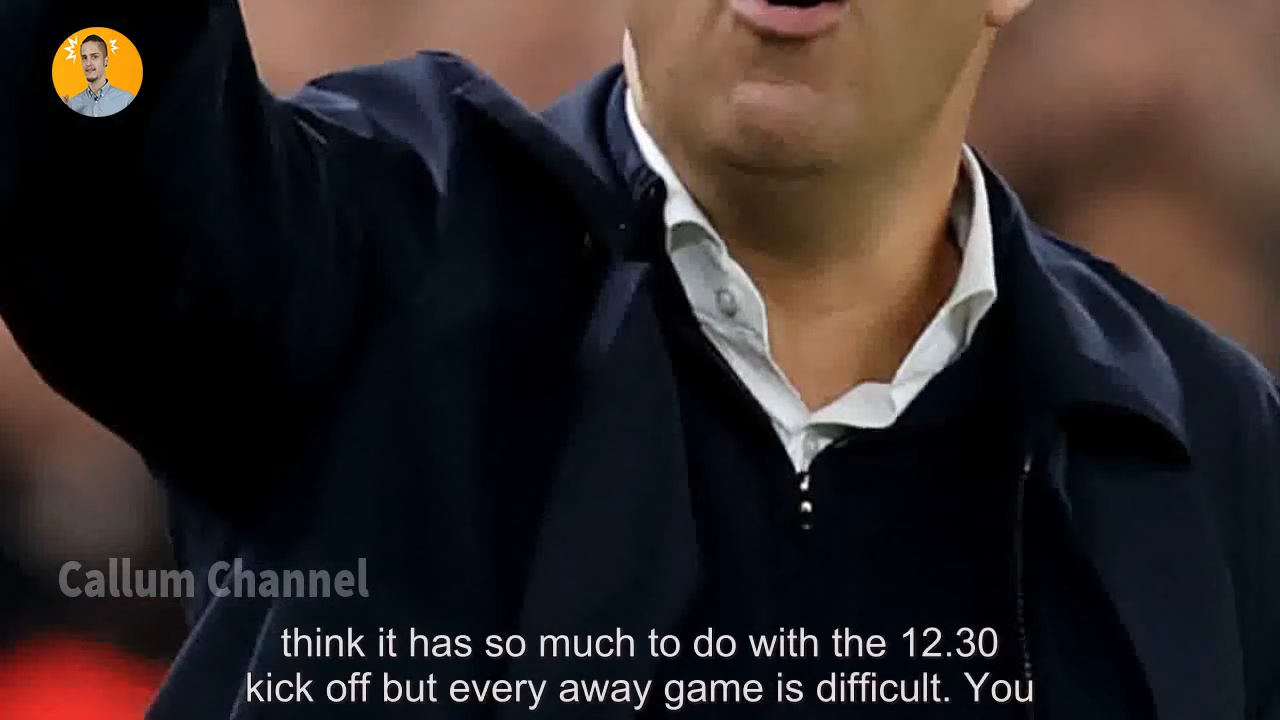 Callum Channel
think it has so much to do with the 12.30
kick off but every away game is difficult. You